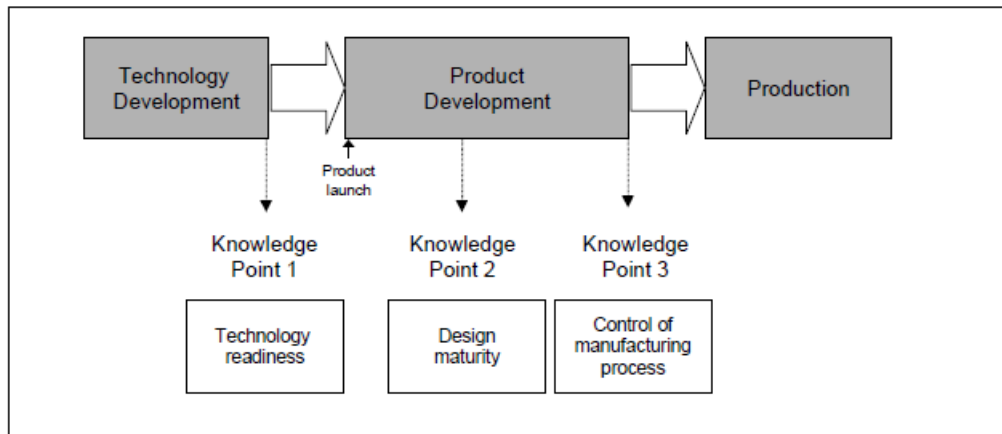 Technology
Development
Product
Development
Production
Product
launch
Knowledge
Point 1
Knowledge
Point 2
Knowledge
Point 3
Technology
readiness
Design
maturity
Control of
manufacturing
process